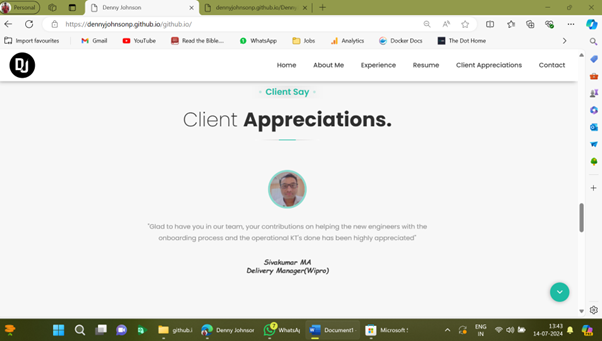 Personal
Denny Johnson
dennyjohnsonp.github.io/Denn
https://dennyjohnsonp.github.io/github.io/
Import favourites
Gmail
YouTube
Read the Bible....
WhatsApp
Jobs
Analytics
Docker Docs
The Dot Home
DJ
Home
About Me
Experience
Resume
Client Appreciations
Contact
Client Say
Client Appreciations.
"Glad to have you in our team, your contributions on helping the new engineers with the
onboarding process and the operational KT's done has been highly appreciated"
Sivakumar MA
Delivery Manager(Wipro)
github.i
Denny Johnson
WhatsA
Document1
Microsoft S
ENG
IN
13:43
14-07-2024